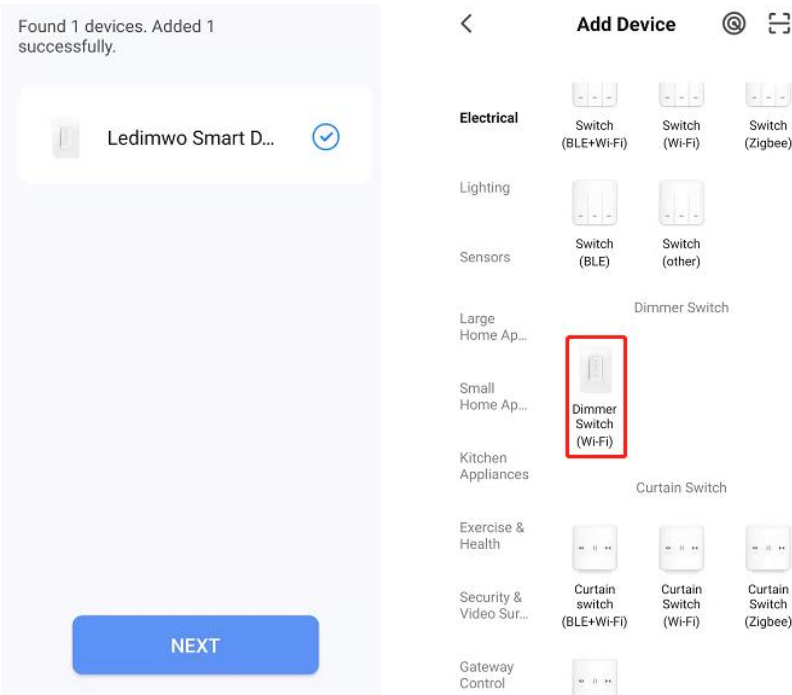 Found 1 devices. Added 1
successfully.
Ledimwo Smart D...
NEXT
Add Device
Electrical
Lighting
Sensors
Large
Home Ap...
Small
Home Ap...
Kitchen
Appliances
Exercise &
Health
Security &
Video Sur...
Gateway
Control
Switch
(BLE+Wi-Fi)
Switch
(Wi-Fi)
Switch
(Zigbee)
Switch
(BLE)
Switch
(other)
Dimmer Switch
Dimmer
Switch
(Wi-Fi)
Curtain Switch
Curtain
switch
(BLE+Wi-Fi)
Curtain
Switch
(Wi-Fi)
Curtain
Switch
(Zigbee)